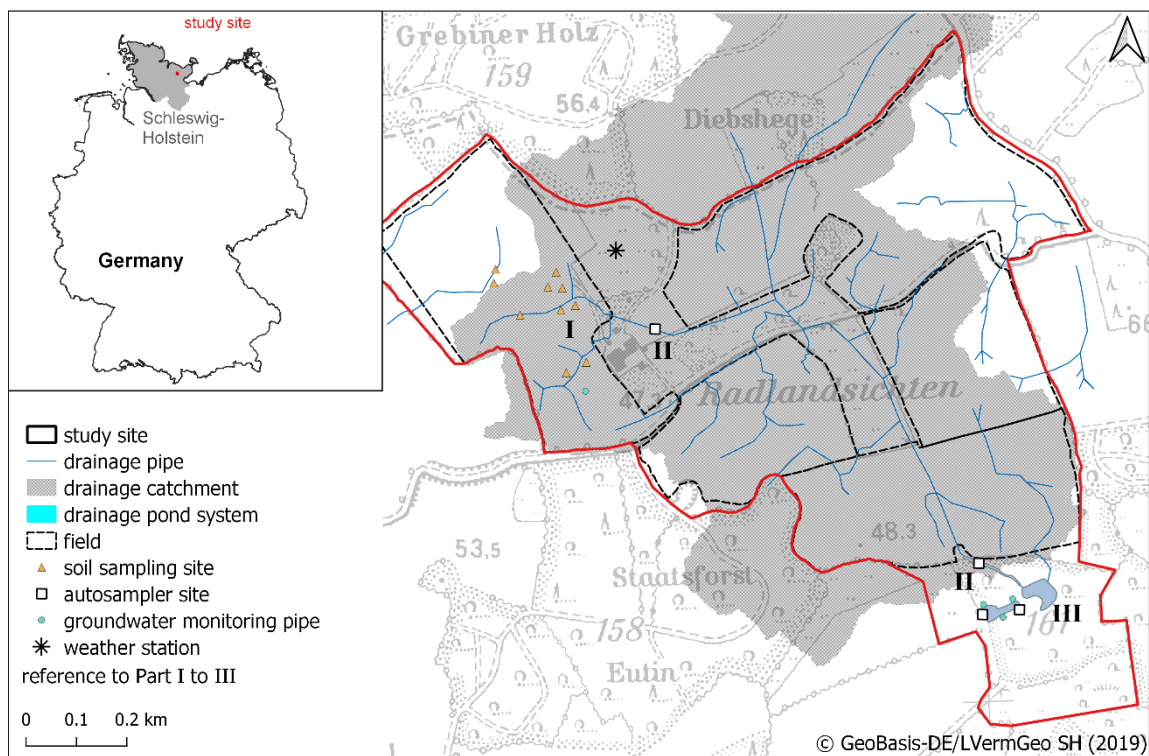 study site
Schleswig-
Holstein
Germany
study site
drainage pipe
drainage catchment
drainage pond system
field
soil sampling site
autosampler site
groundwater monitoring pipe
weather station
reference to Part I to III
0 0.1 0.2 km
Grebiner Holz
159
56,4
Diebshege
66
I
II
Radlandsichten
53,5
48.3
Staatsforst
II
III
158
161
Eutin
© GeoBasis-DE/LVermGeo SH (2019)